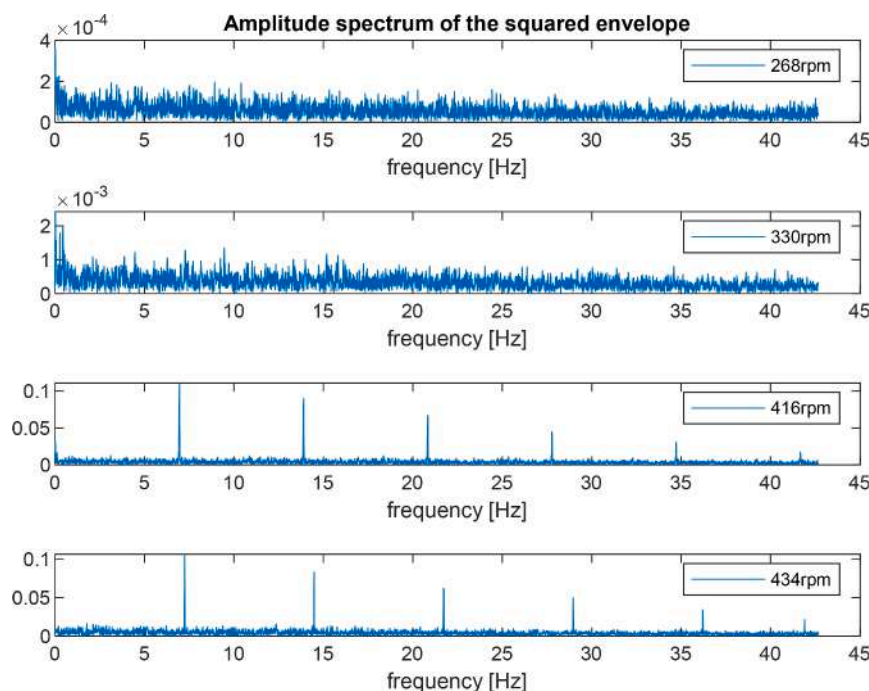 Amplitude spectrum of the squared envelope
×10⁻⁴
4
2
0
268rpm
0 5 10 15 20 25 30 35 40 45
frequency [Hz]
×10⁻³
2
1
0
330rpm
0 5 10 15 20 25 30 35 40 45
frequency [Hz]
0.1
0.05
0
416rpm
0 5 10 15 20 25 30 35 40 45
frequency [Hz]
0.1
0.05
0
434rpm
0 5 10 15 20 25 30 35 40 45
frequency [Hz]